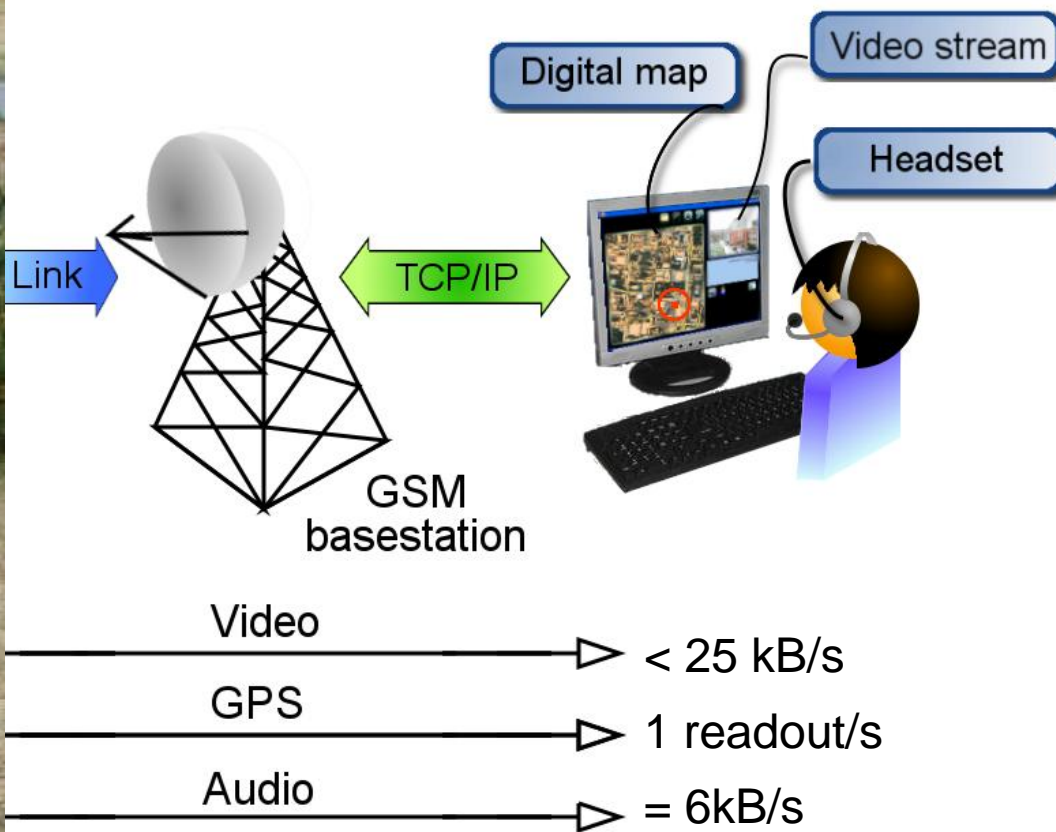 Video stream
Digital map
Headset
Link
TCP/IP
GSM
basestation
Video
< 25 kB/s
GPS
1 readout/s
Audio
= 6kB/s